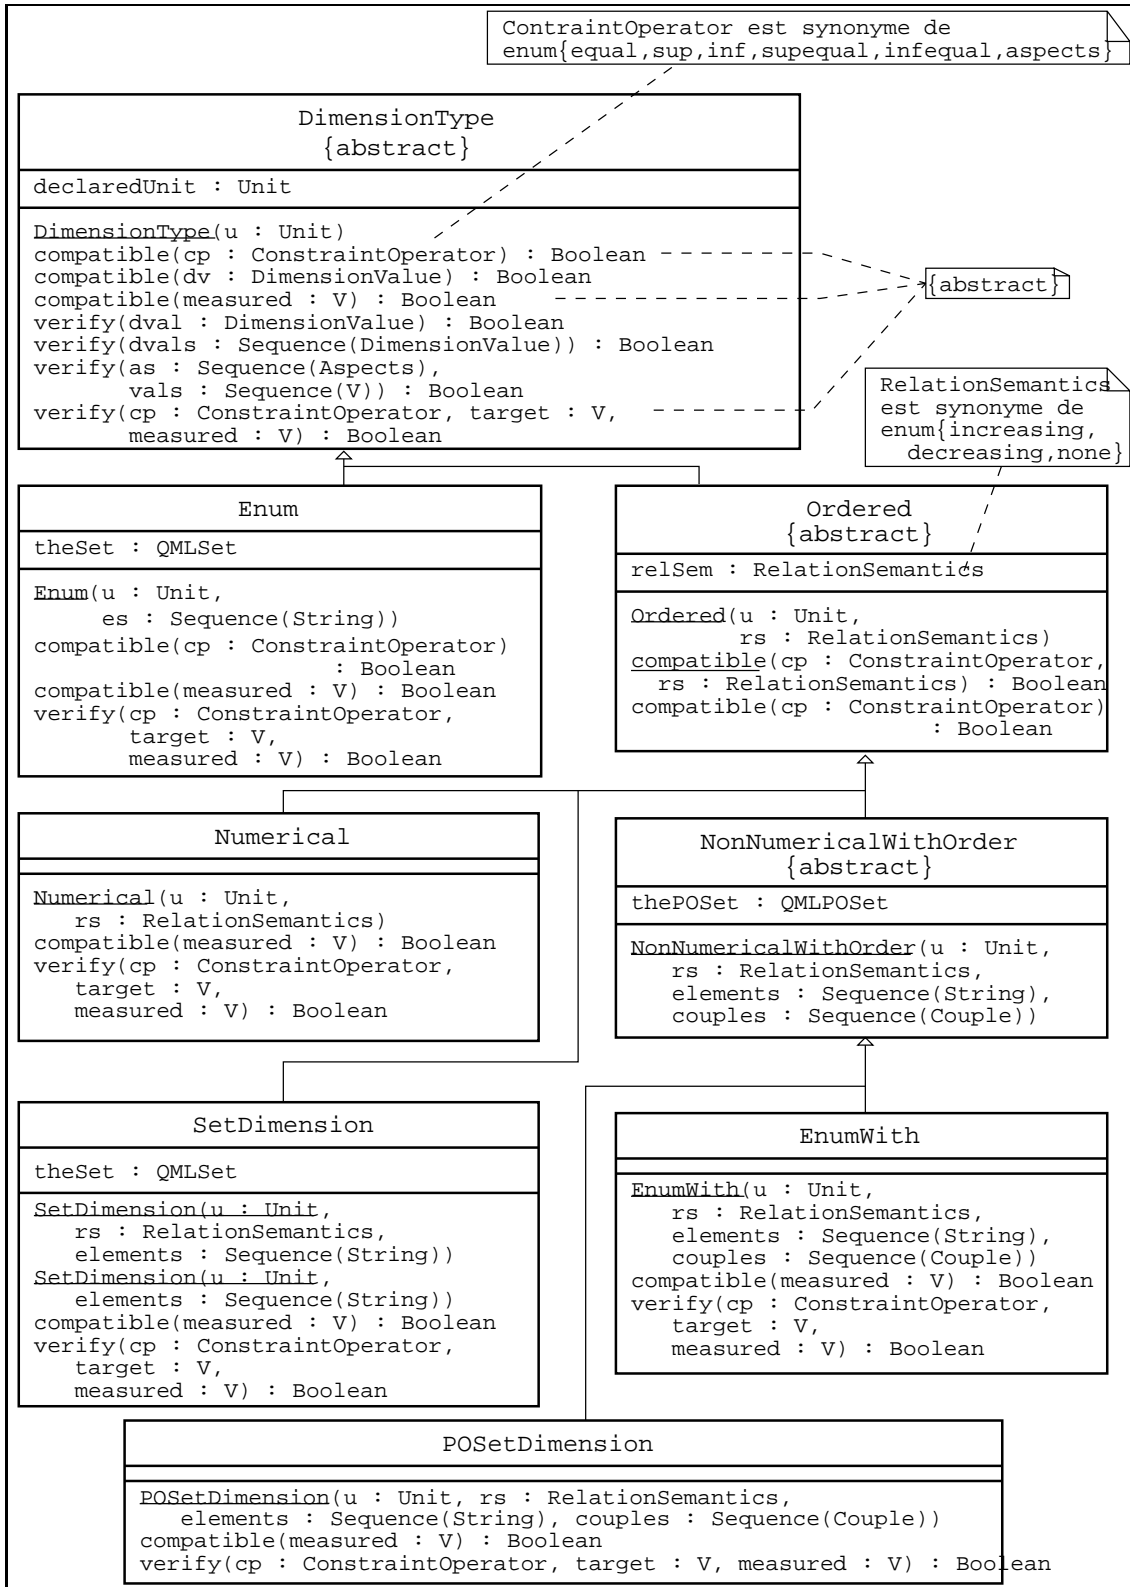 ContraintOperator est synonyme de
enum{equal,sup,inf,supequal,infequal,aspects}
DimensionType
{abstract}
declaredUnit : Unit
DimensionType(u : Unit)
compatible(cp : ConstraintOperator) : Boolean
compatible(dv : DimensionValue) : Boolean
compatible(measured : V) : Boolean
verify(dval : DimensionValue) : Boolean
verify(dvals : Sequence(DimensionValue)) : Boolean
verify(as : Sequence(Aspects),
vals : Sequence(V)) : Boolean
verify(cp : ConstraintOperator, target : V,
measured : V) : Boolean
{abstract}
RelationSemantics
est synonyme de
enum{increasing,
decreasing,none}
Enum
theSet : QMLSet
Enum(u : Unit,
es : Sequence(String))
compatible(cp : ConstraintOperator)
: Boolean
compatible(measured : V) : Boolean
verify(cp : ConstraintOperator,
target : V,
measured : V) : Boolean
Ordered
{abstract}
relSem : RelationSemantics
Ordered(u : Unit,
rs : RelationSemantics)
compatible(cp : ConstraintOperator,
rs : RelationSemantics) : Boolean
compatible(cp : ConstraintOperator)
: Boolean
Numerical
Numerical(u : Unit,
rs : RelationSemantics)
compatible(measured : V) : Boolean
verify(cp : ConstraintOperator,
target : V,
measured : V) : Boolean
NonNumericalWithOrder
{abstract}
thePOSet : QMLPOSet
NonNumericalWithOrder(u : Unit,
rs : RelationSemantics,
elements : Sequence(String),
couples : Sequence(Couple))
SetDimension
theSet : QMLSet
SetDimension(u : Unit,
rs : RelationSemantics,
elements : Sequence(String))
SetDimension(u : Unit,
elements : Sequence(String))
compatible(measured : V) : Boolean
verify(cp : ConstraintOperator,
target : V,
measured : V) : Boolean
EnumWith
EnumWith(u : Unit,
rs : RelationSemantics,
elements : Sequence(String),
couples : Sequence(Couple))
compatible(measured : V) : Boolean
verify(cp : ConstraintOperator,
target : V,
measured : V) : Boolean
POSetDimension
POSetDimension(u : Unit, rs : RelationSemantics,
elements : Sequence(String), couples : Sequence(Couple))
compatible(measured : V) : Boolean
verify(cp : ConstraintOperator, target : V, measured : V) : Boolean